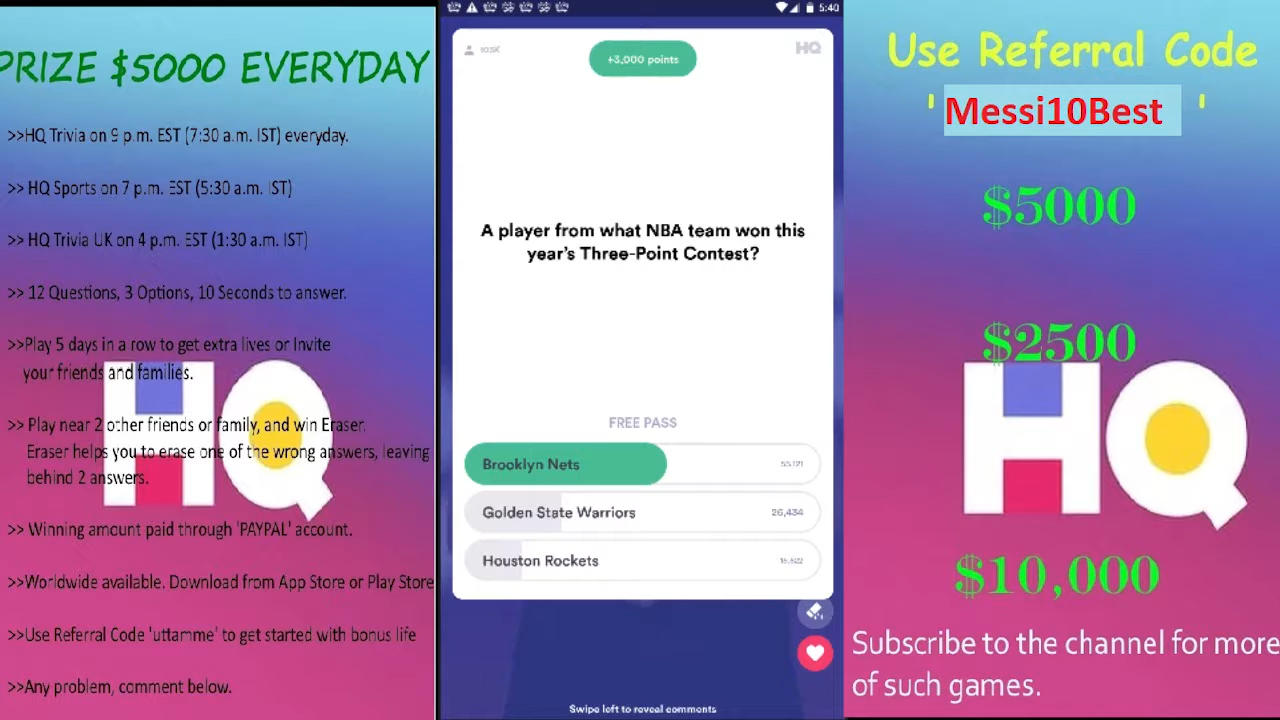 PRIZE $5000 EVERYDAY
>>HQ Trivia on 9 p.m. EST (7:30 a.m. IST) everyday.
>> HQ Sports on 7 p.m. EST (5:30 a.m. IST)
>> HQ Trivia UK on 4 p.m. EST (1:30 a.m. IST)
>> 12 Questions, 3 Options, 10 Seconds to answer.
>>Play 5 days in a row to get extra lives or Invite
your friends and families.
>> Play near 2 other friends or family, and win Eraser.
Eraser helps you to erase one of the wrong answers, leaving
behind 2 answers.
>> Winning amount paid through 'PAYPAL' account.
>>Worldwide available. Download from App Store or Play Store
>>Use Referral Code 'uttamme' to get started with bonus life
>>Any problem, comment below.
HQ
5:40
+3,000 points
HQ
A player from what NBA team won this
year's Three-Point Contest?
FREE PASS
Brooklyn Nets
Golden State Warriors 26,434
Houston Rockets
Swipe left to reveal comments
Use Referral Code
' Messi10Best '
$5000
$2500
HQ
$10,000
Subscribe to the channel for more
of such games.